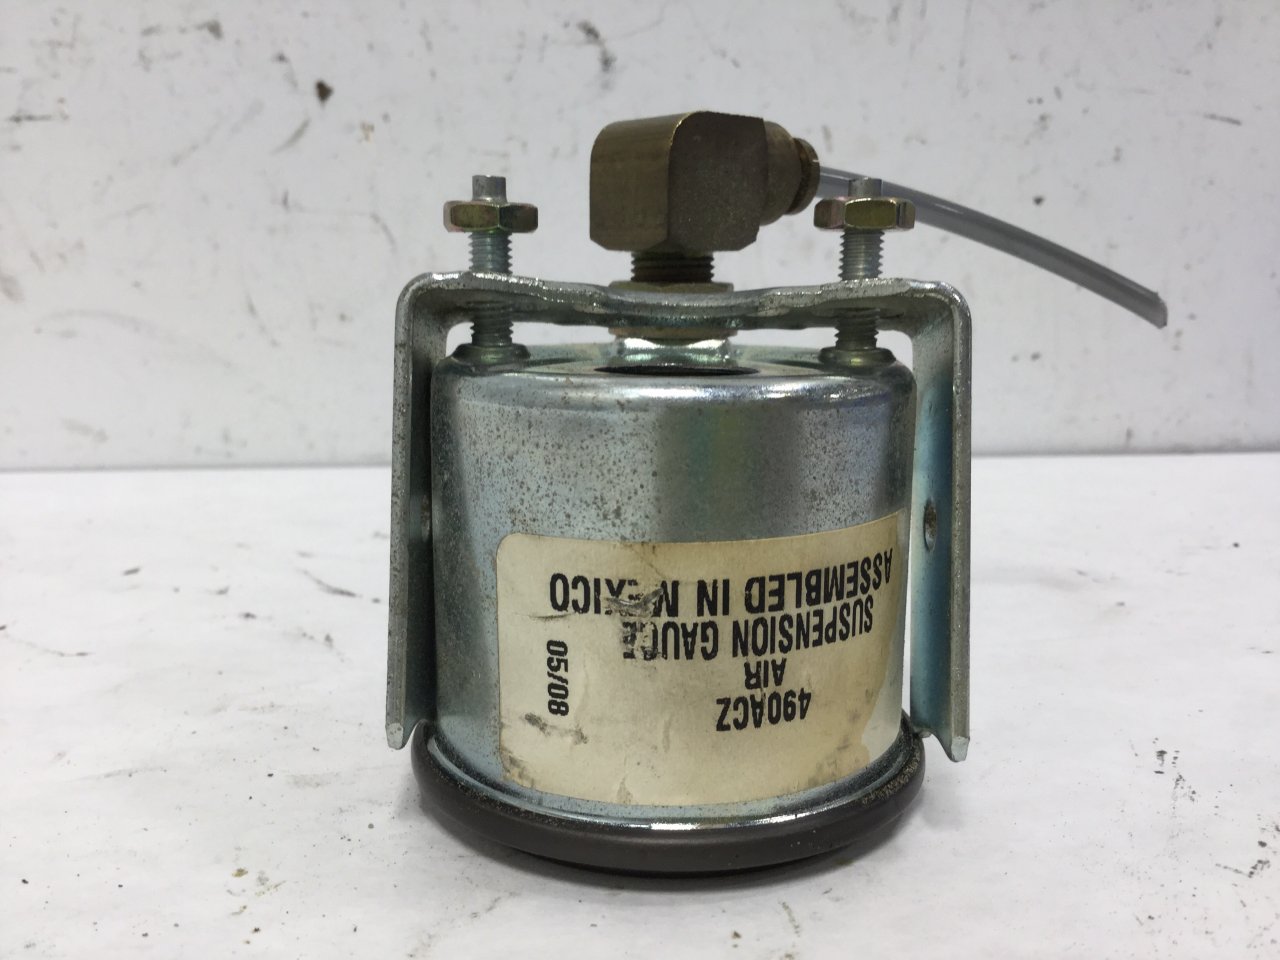 490ACZ
AIR
SUSPENSION GAUGE
ASSEMBLED IN MEXICO
05/08